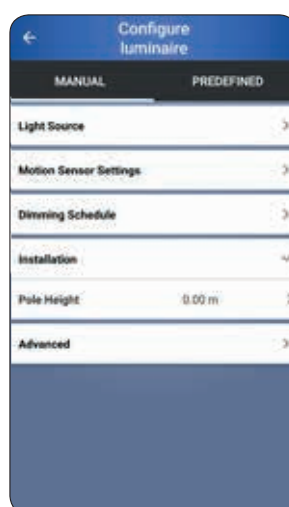 Configure
luminaire
MANUAL PREDEFINED
Light Source
Motion Sensor Settings
Dimming Schedule
Installation
Pole Height 0.00 m
Advanced